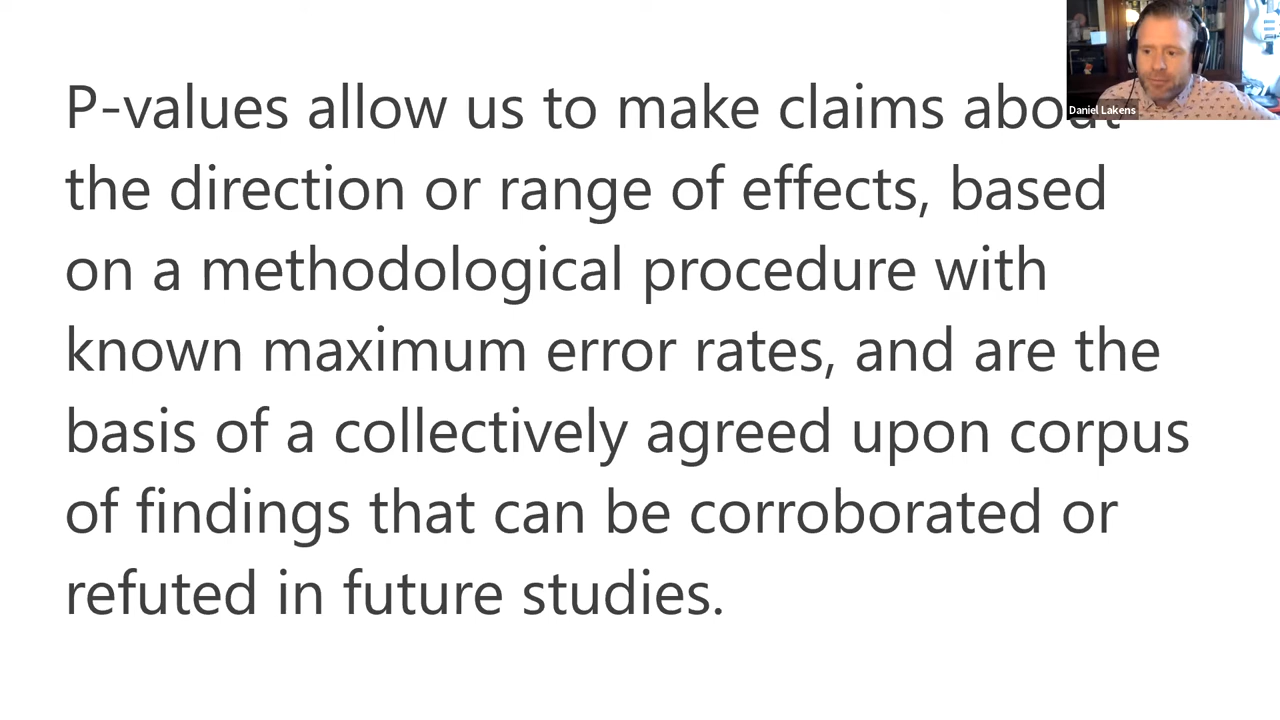 P-values allow us to make claims about
the direction or range of effects, based
on a methodological procedure with
known maximum error rates, and are the
basis of a collectively agreed upon corpus
of findings that can be corroborated or
refuted in future studies.
Daniel Lakens